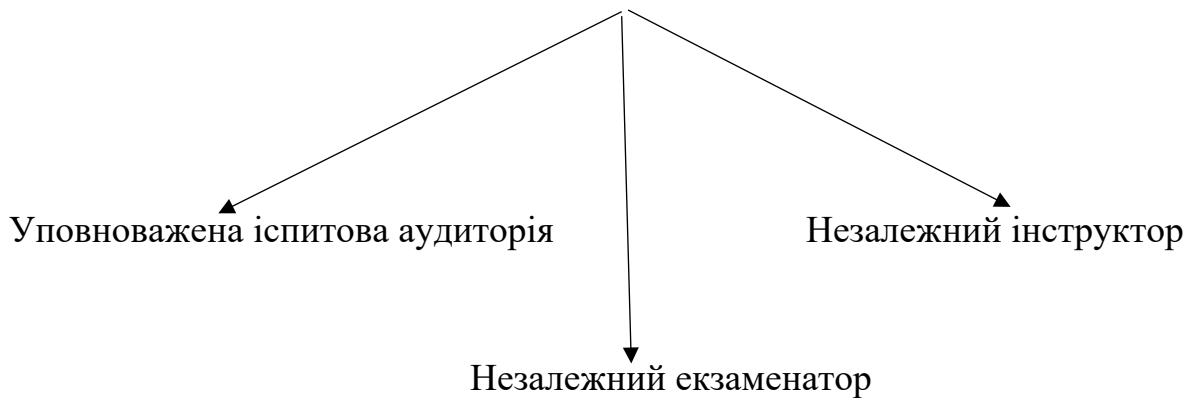 Уповноважена іспитова аудиторія
Незалежний інструктор
Незалежний екзаменатор